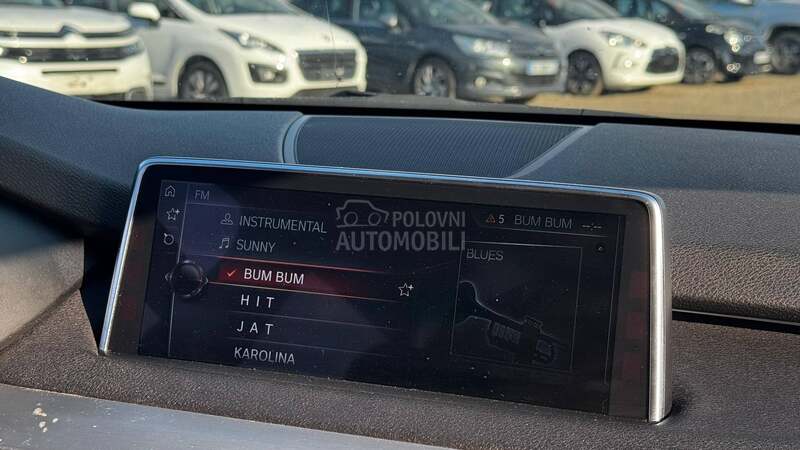 FM
5 BUM BUM --:--
INSTRUMENTAL
SUNNY
BLUES
BUM BUM
HIT
JAT
KAROLINA
POLOVNI
AUTOMOBILI